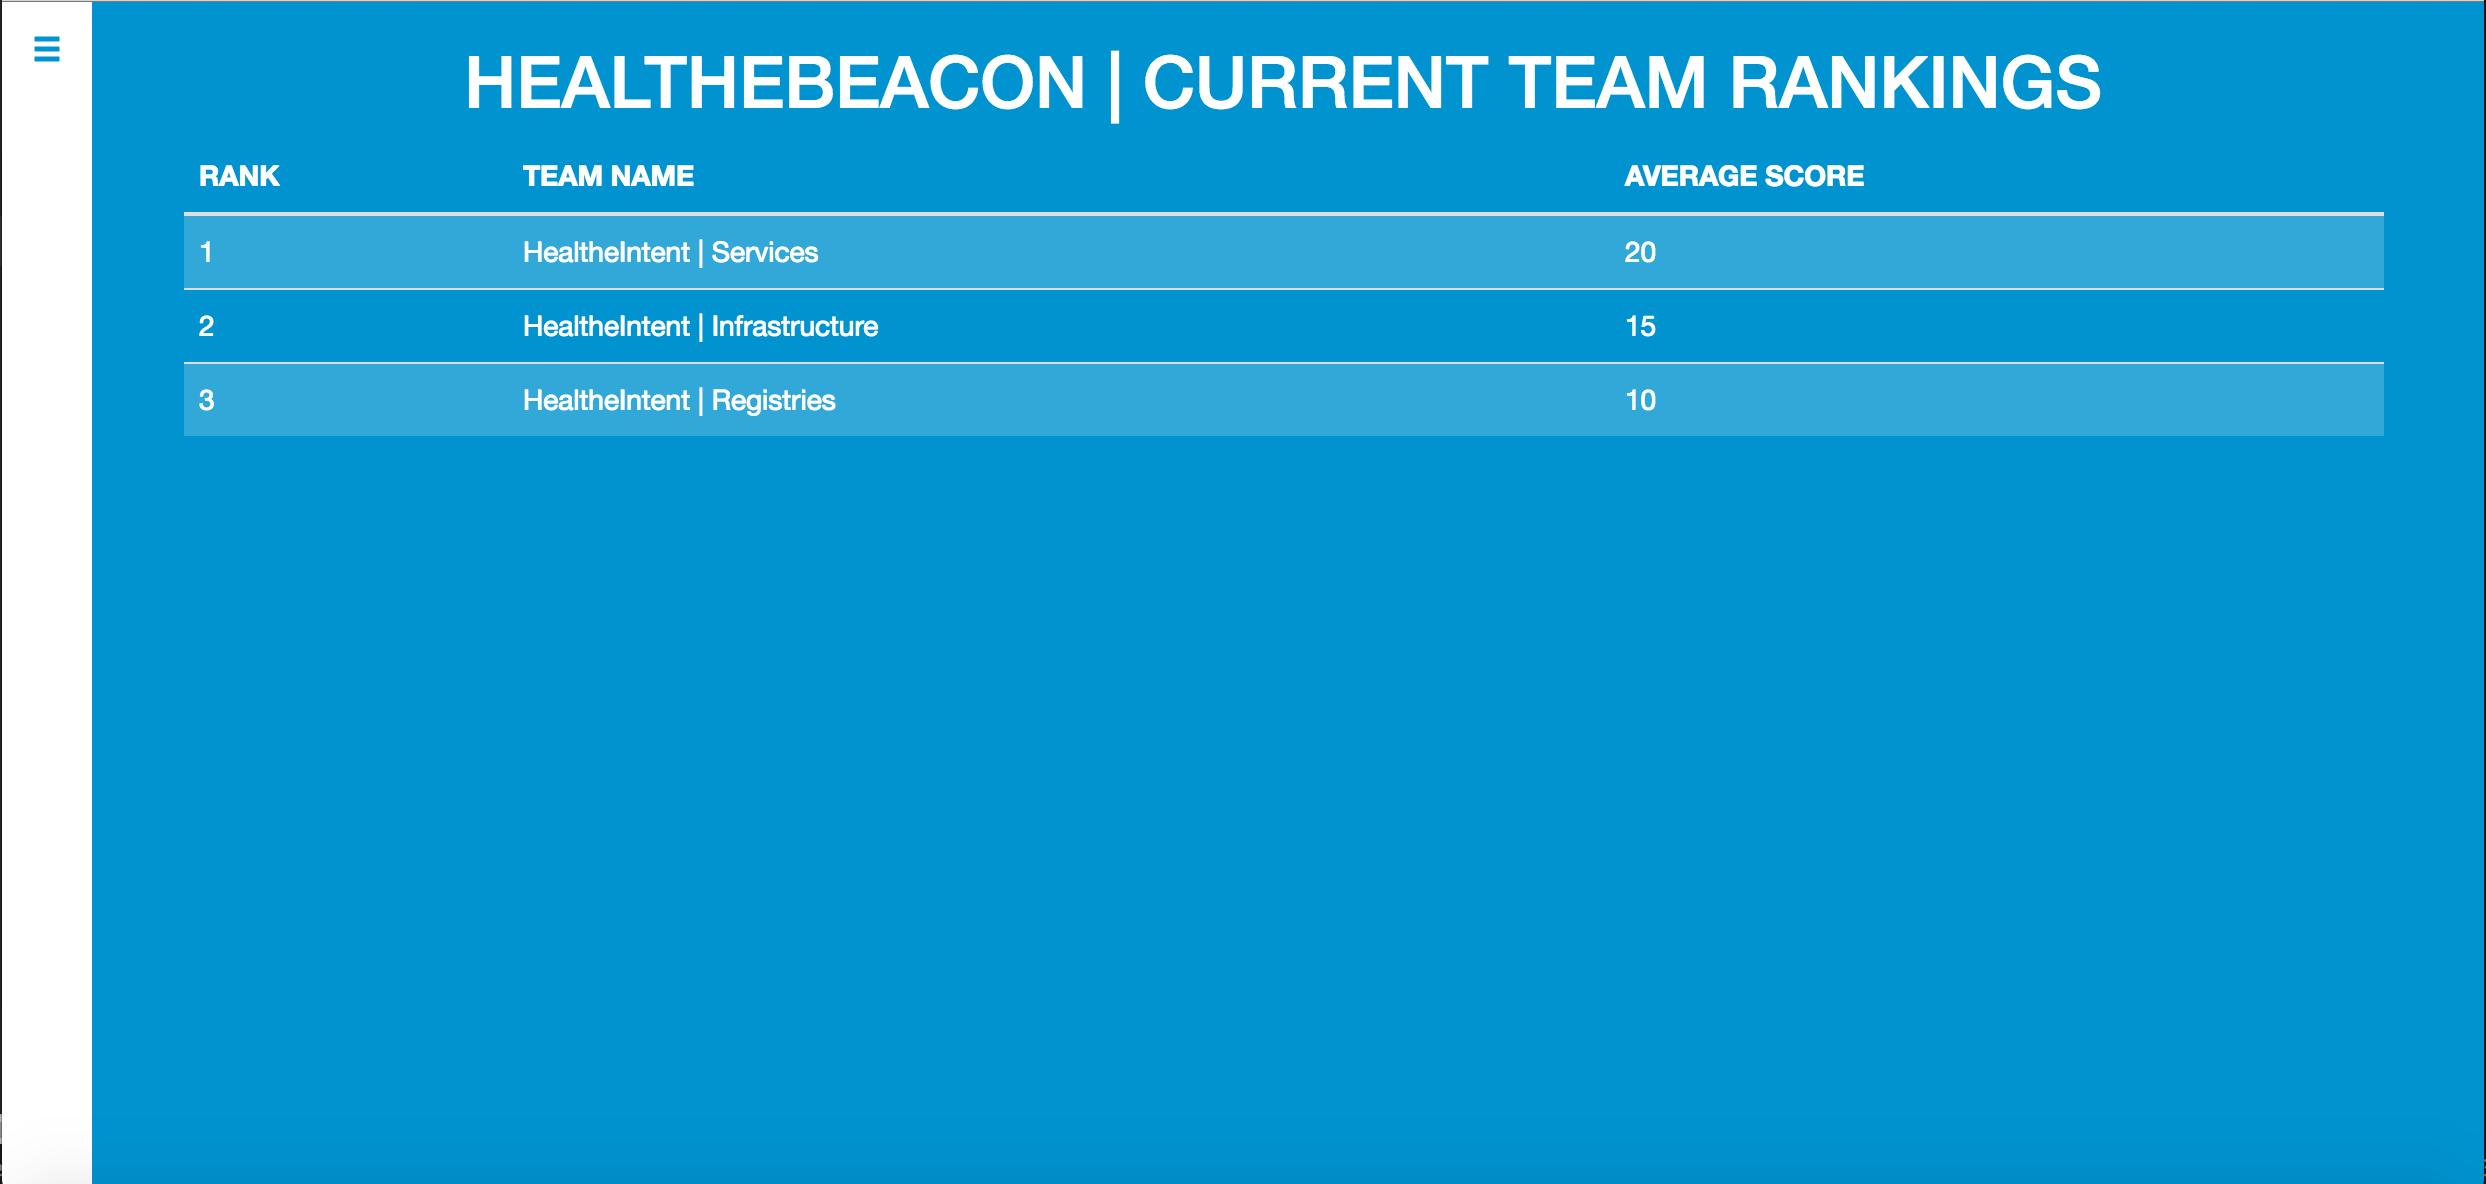 HEALTHEBEACON | CURRENT TEAM RANKINGS
RANK TEAM NAME AVERAGE SCORE
1 HealtheIntent | Services 20
2 HealtheIntent | Infrastructure 15
3 HealtheIntent | Registries 10